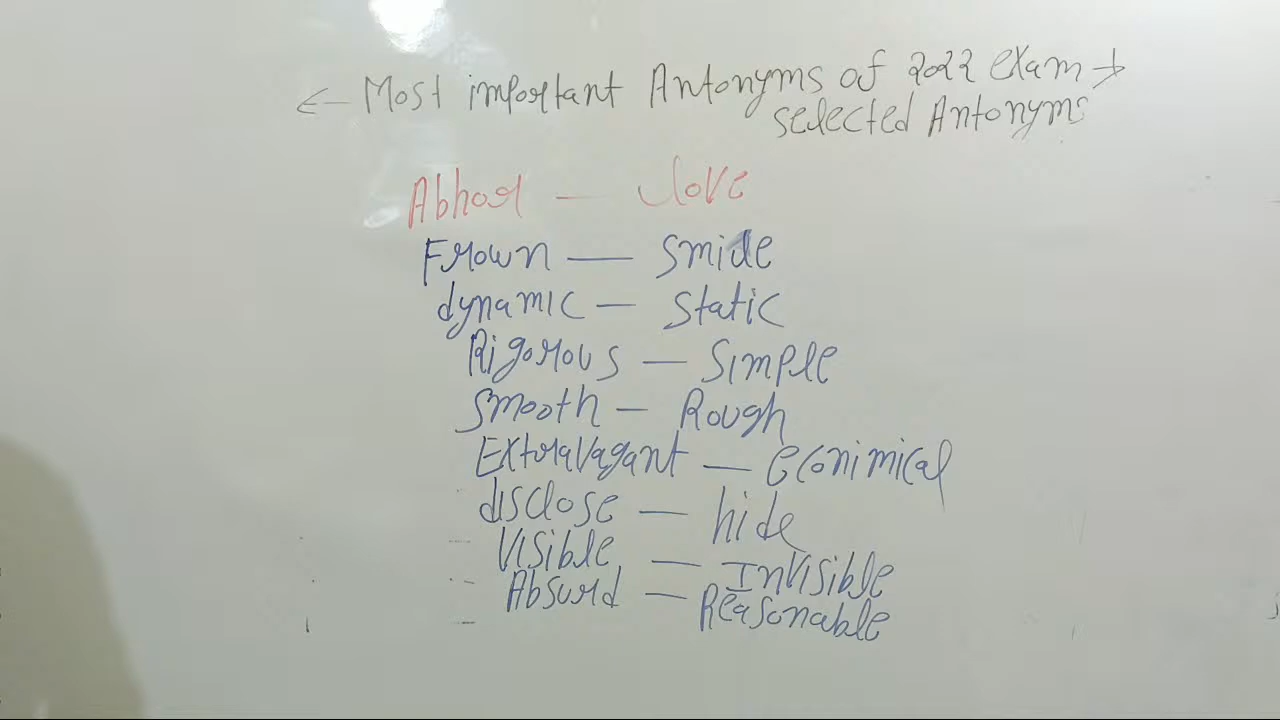 <— Most important Antonyms of 2022 exam —>
selected Antonyms
Abhor — Love
Frown — Smile
dynamic — Static
Rigorous — Simple
Smooth — Rough
Extravagant — economimical
disclose — hide
Visible — Invisible
Absurd — Reasonable